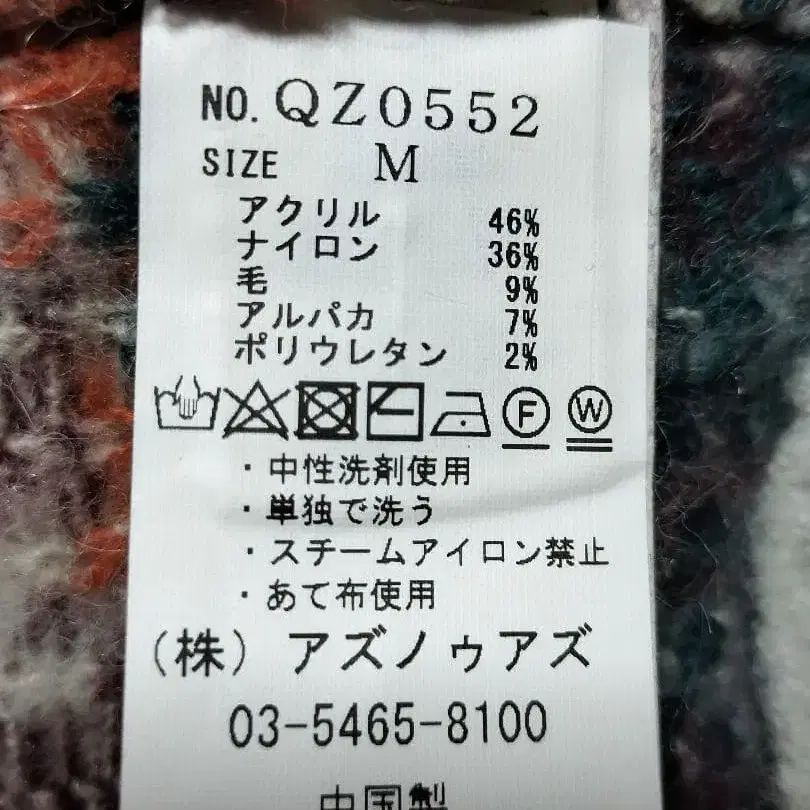 NO. QZ0552
SIZE M
アクリル 46%
ナイロン 36%
毛 9%
アルパカ 7%
ポリウレタン 2%
F W
・中性洗剤使用
・単独で洗う
・スチームアイロン禁止
・あて布使用
(株) アズノゥアズ
03-5465-8100
中国製